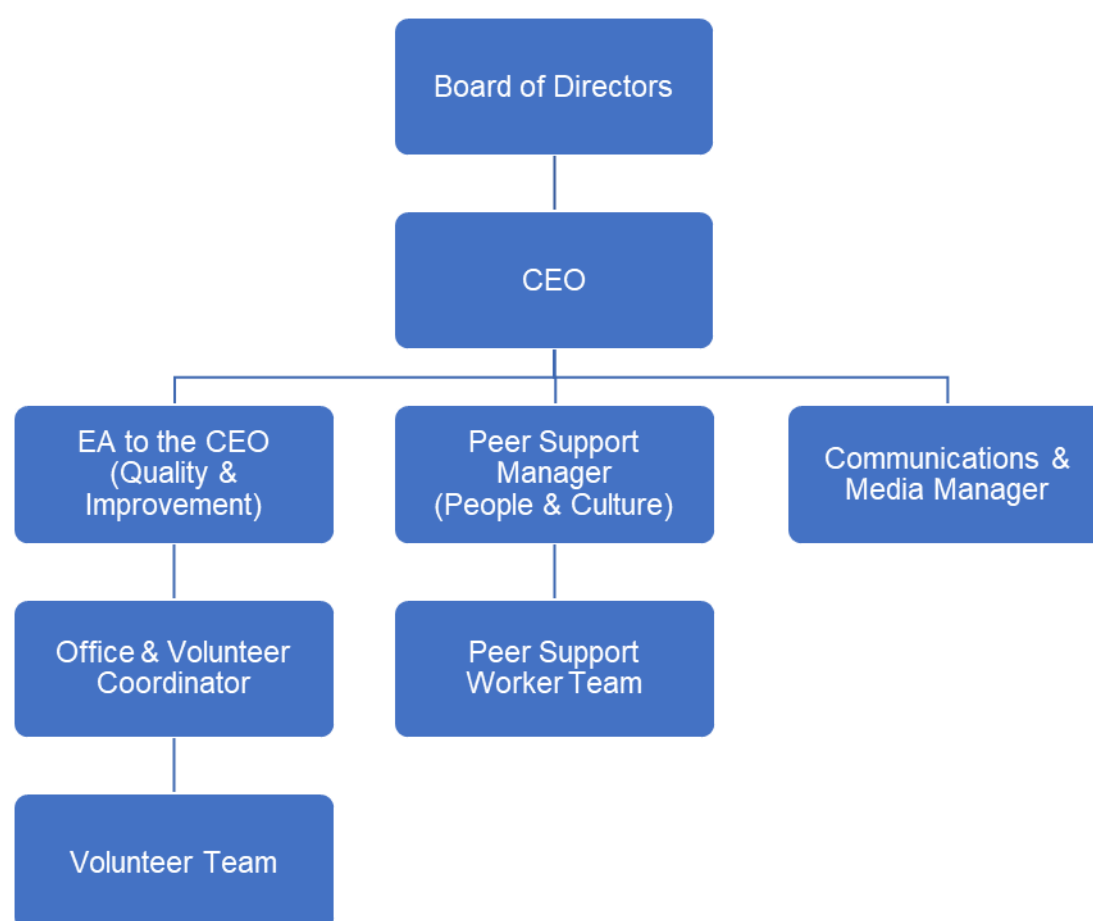 Board of Directors
CEO
EA to the CEO
(Quality &
Improvement)
Peer Support
Manager
(People & Culture)
Communications &
Media Manager
Office & Volunteer
Coordinator
Peer Support
Worker Team
Volunteer Team